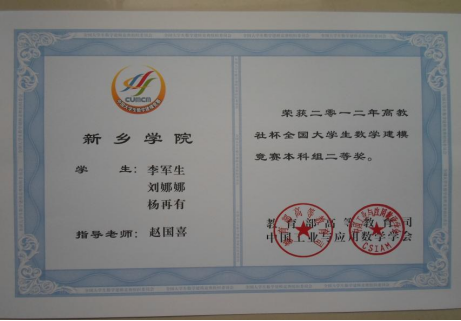 CUMCM
新乡学院
学 生: 李军生
刘娜娜
杨再有
指导老师: 赵国喜
荣获二零一二年高教
社杯全国大学生数学建模
竞赛本科组二等奖。
教育部高等教育司
中国工业与应用数学学会
CSIAM